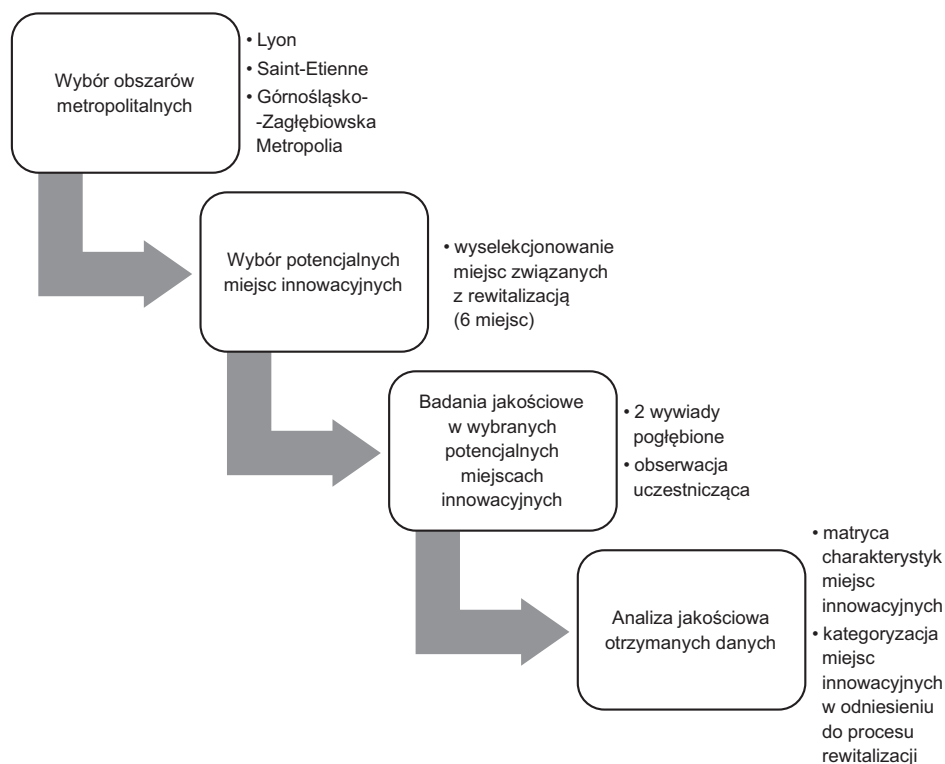 Wybór obszarów
metropolitalnych
• Lyon
• Saint-Etienne
• Górnośląsko-
-Zagłębiowska
Metropolia
Wybór potencjalnych
miejsc innowacyjnych
• wyselekcjonowanie
miejsc związanych
z rewitalizacją
(6 miejsc)
Badania jakościowe
w wybranych
potencjalnych
miejscach
innowacyjnych
• 2 wywiady
pogłębione
• obserwacja
uczestnicząca
Analiza jakościowa
otrzymanych danych
• matryca
charakterystyk
miejsc
innowacyjnych
• kategoryzacja
miejsc
innowacyjnych
w odniesieniu
do procesu
rewitalizacji